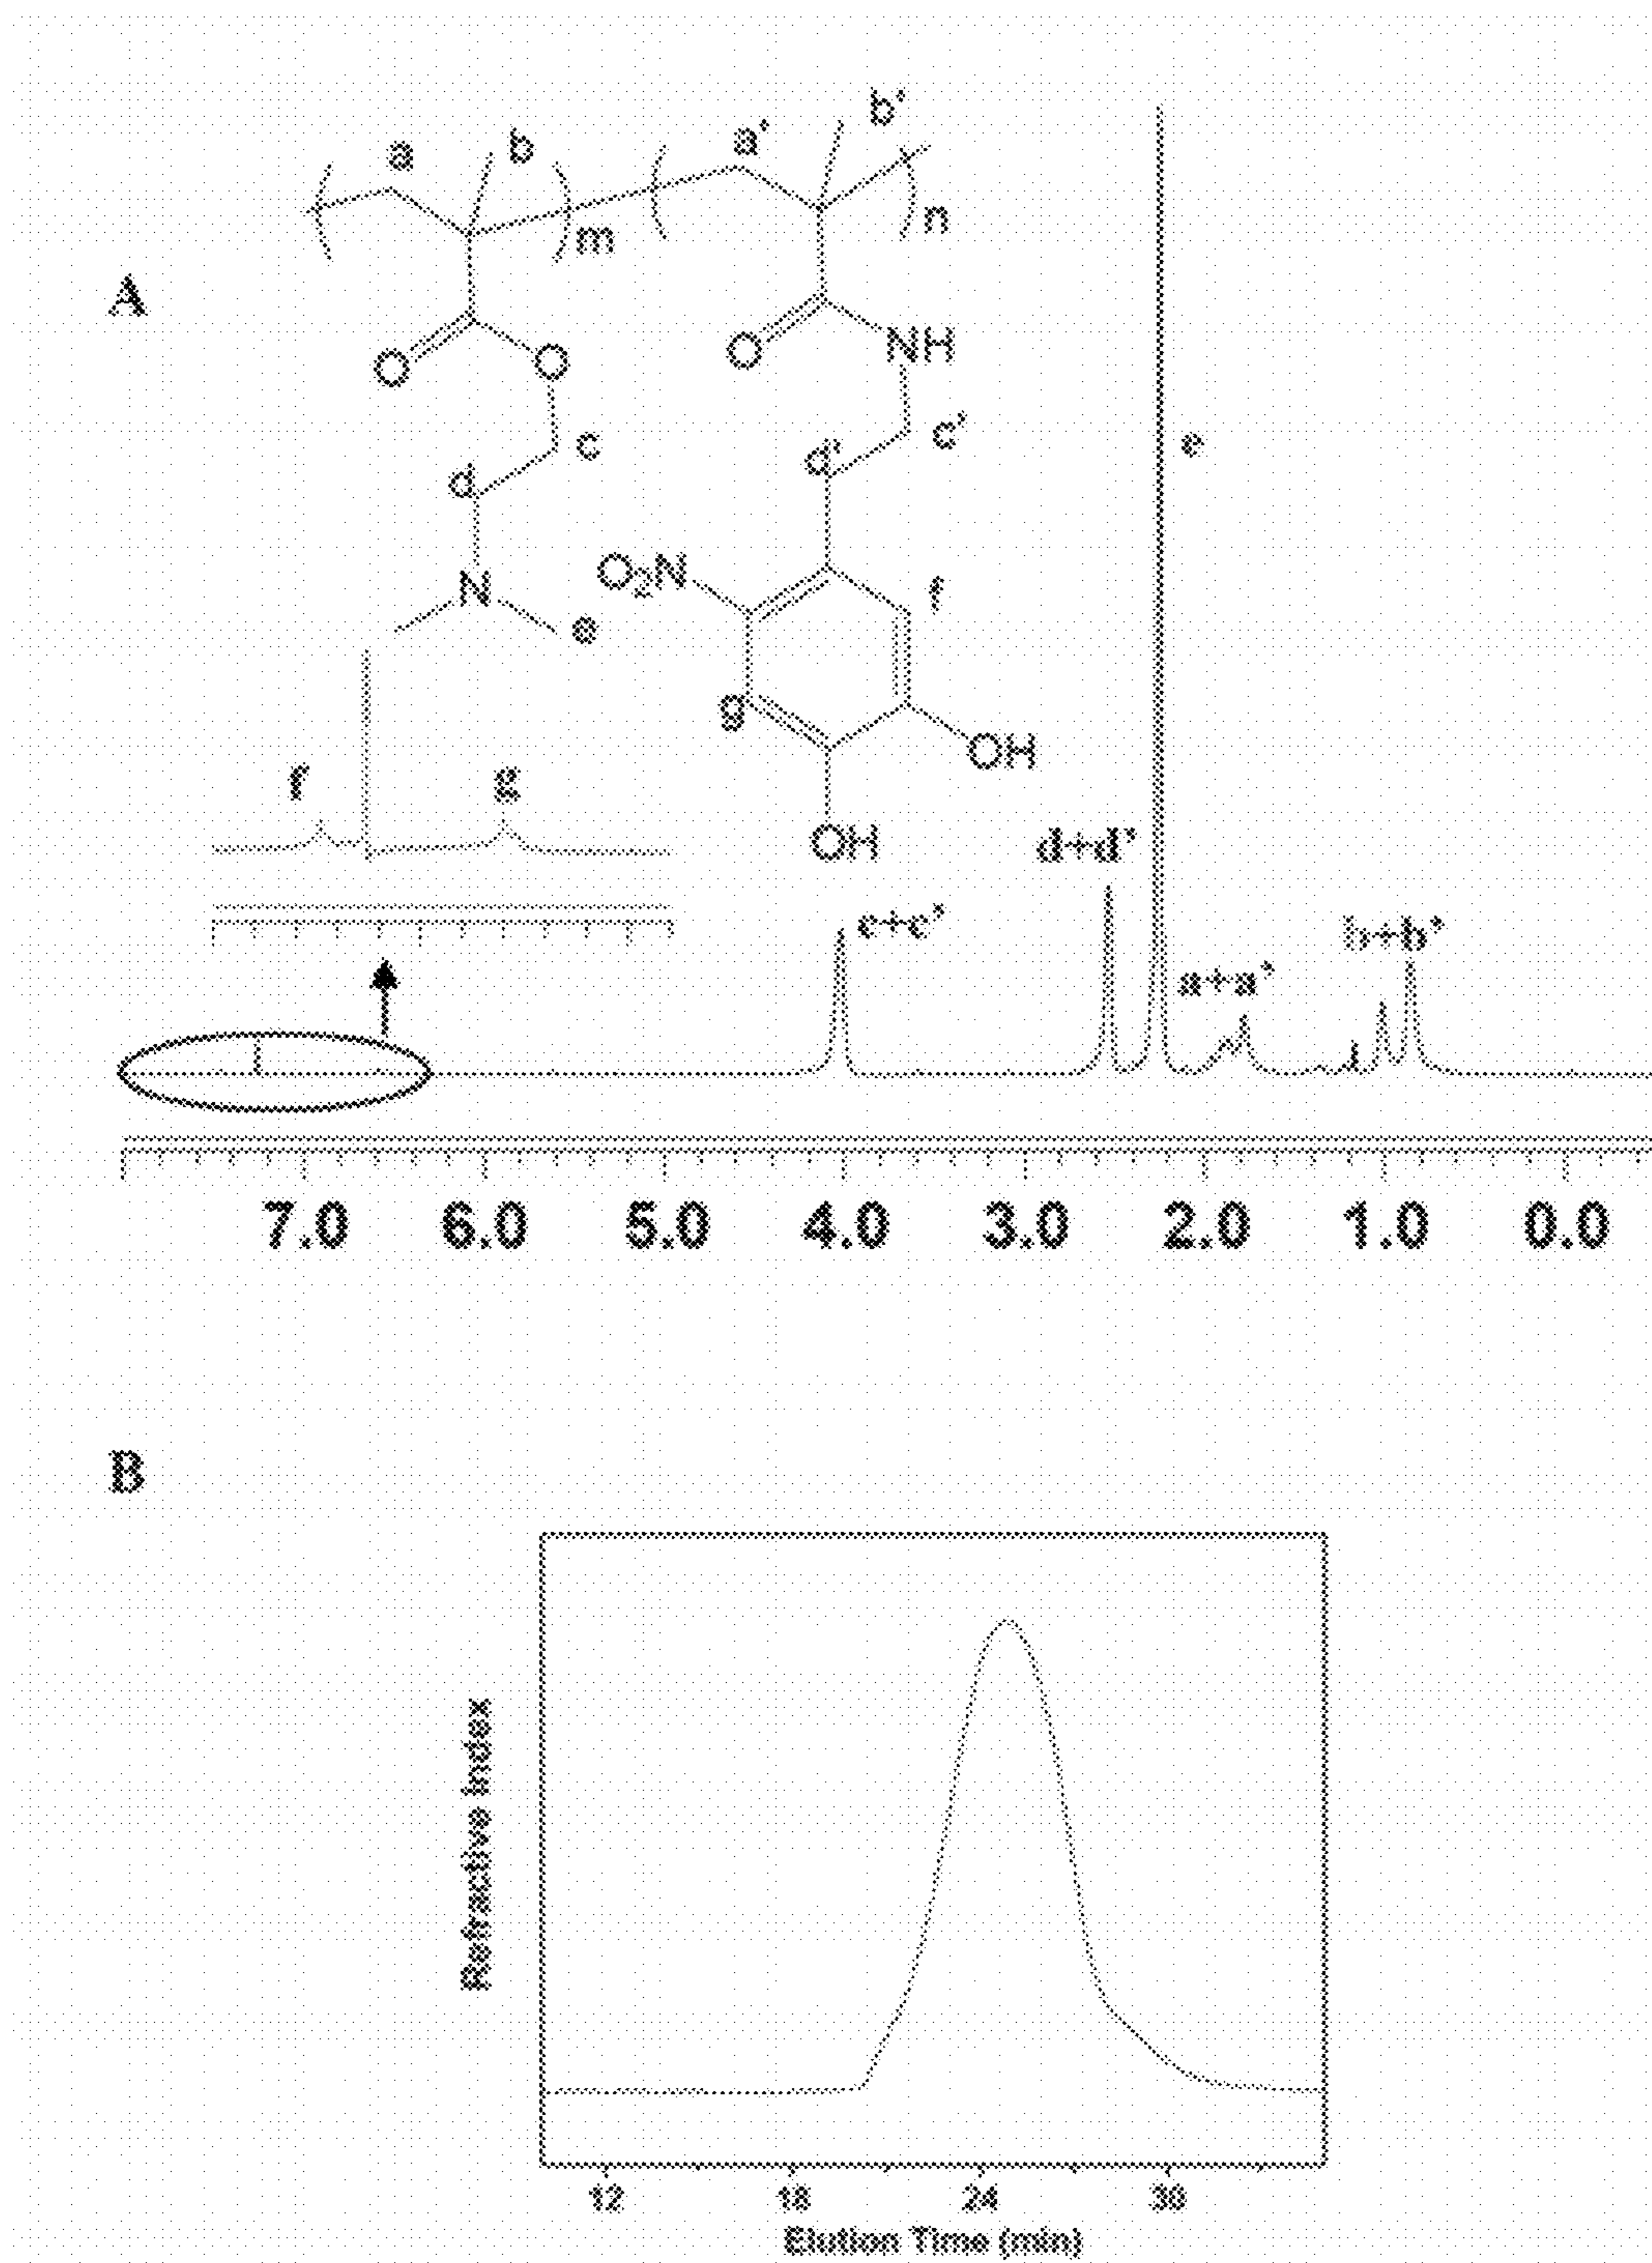 a b a' b'
m n
A
O O O NH
c c'
d d' e
N O₂N f
e
g
OH
f g
OH
d+d'
c+c' b+b'
a+a'
7.0 6.0 5.0 4.0 3.0 2.0 1.0 0.0
B
Refractive Index
12 18 24 30
Elution Time (min)